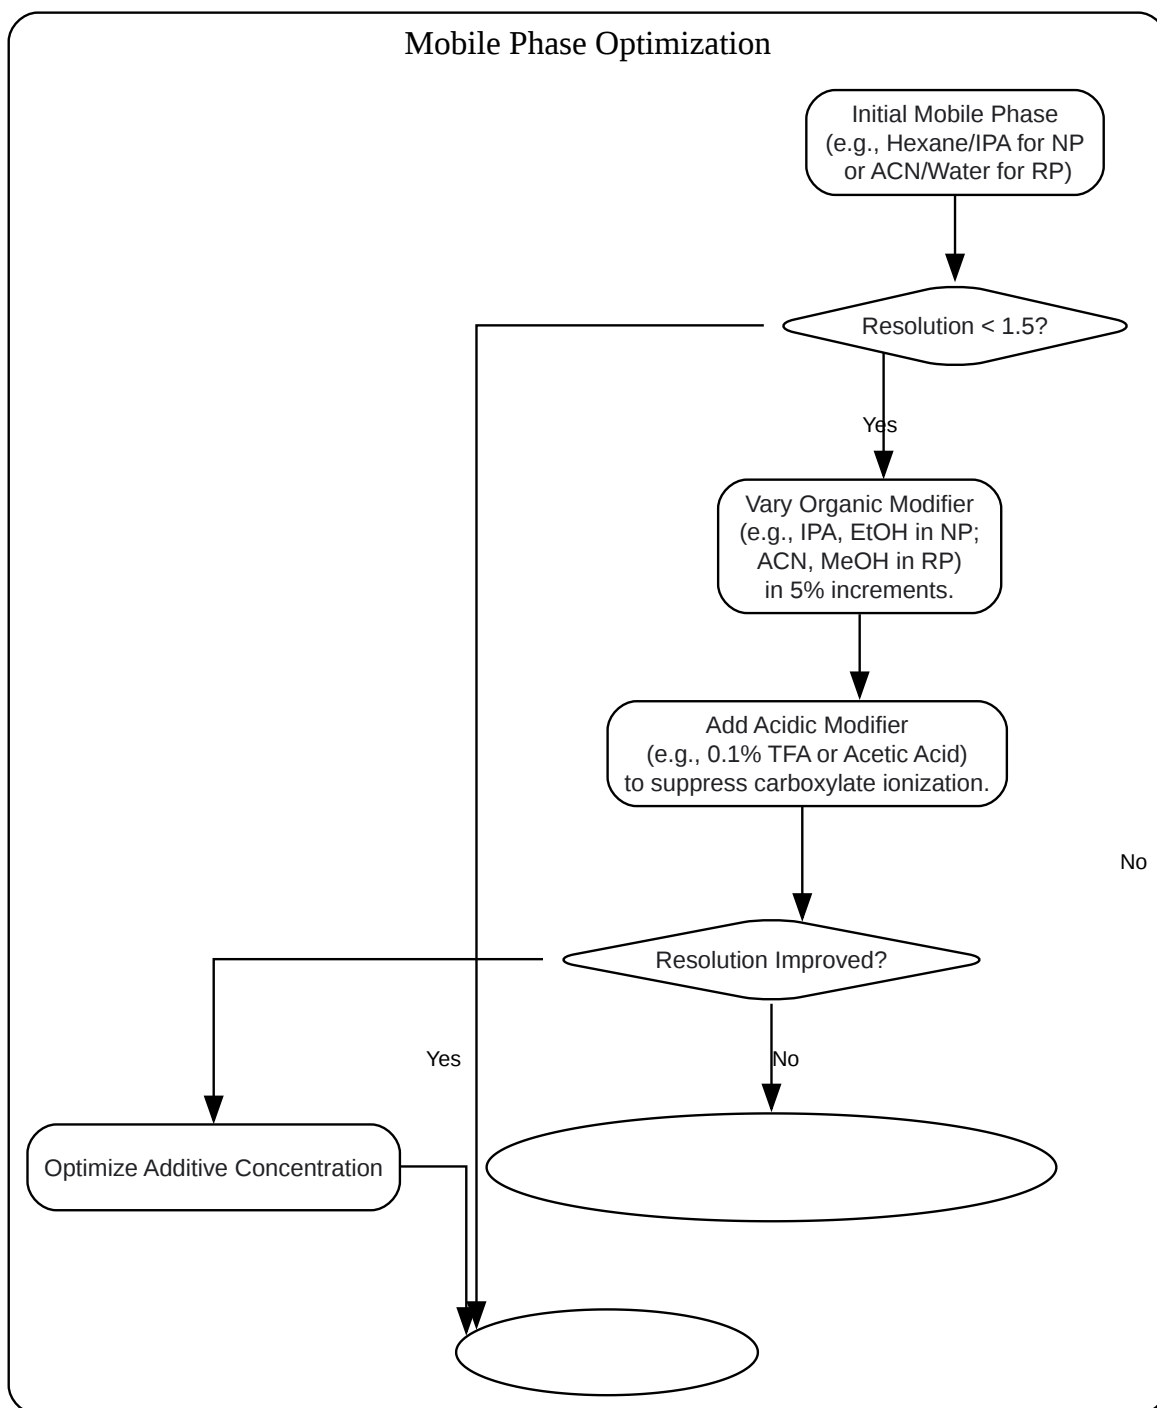 Mobile Phase Optimization
Initial Mobile Phase
(e.g., Hexane/IPA for NP
or ACN/Water for RP)
Resolution < 1.5?
Yes
Vary Organic Modifier
(e.g., IPA, EtOH in NP;
ACN, MeOH in RP)
in 5% increments.
Add Acidic Modifier
(e.g., 0.1% TFA or Acetic Acid)
to suppress carboxylate ionization.
No
Resolution Improved?
Yes
No
Optimize Additive Concentration